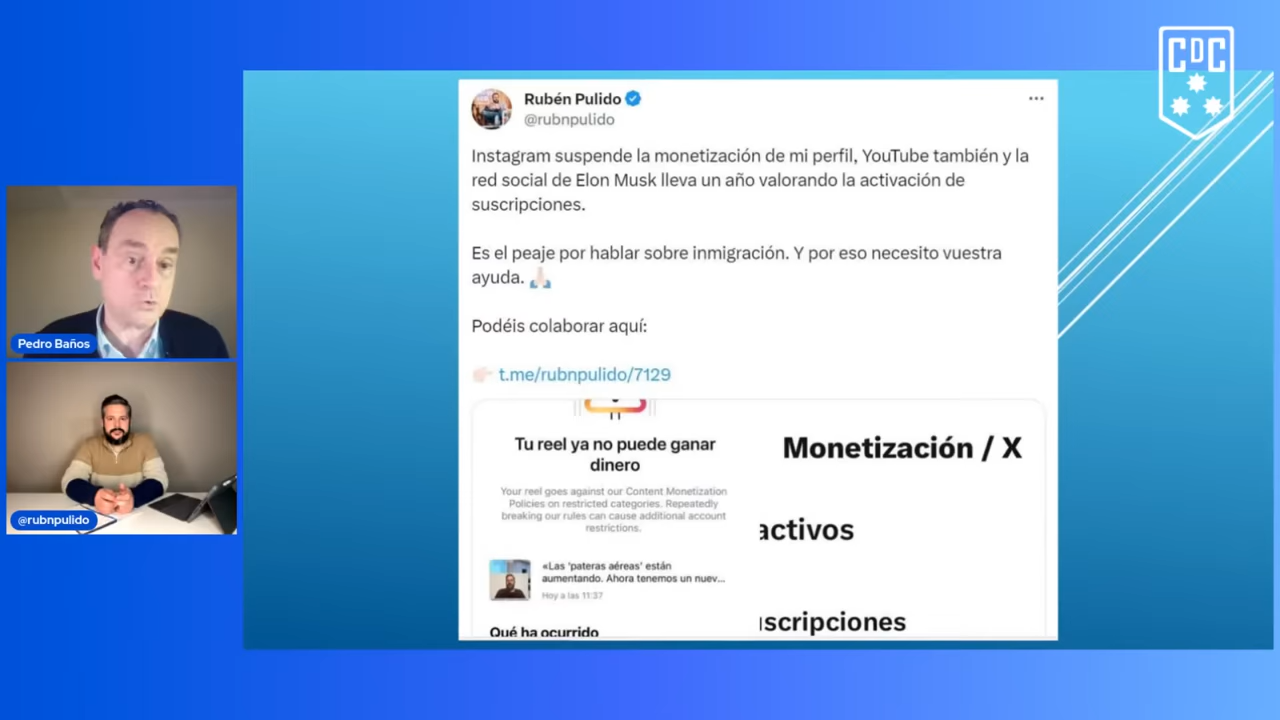 CDC
Rubén Pulido
@rubnpulido
Instagram suspende la monetización de mi perfil, YouTube también y la
red social de Elon Musk lleva un año valorando la activación de
suscripciones.
Es el peaje por hablar sobre inmigración. Y por eso necesito vuestra
ayuda.
Podéis colaborar aquí:
t.me/rubnpulido/7129
Tu reel ya no puede ganar
dinero
Your reel goes against our Content Monetization
Policies on restricted categories. Repeatedly
breaking our rules can cause additional account
restrictions.
«Las 'pateras aéreas' están
aumentando. Ahora tenemos un nuev...
Hoy a las 11:37
Qué ha ocurrido
Monetización / X
activos
scripciones
Pedro Baños
@rubnpulido